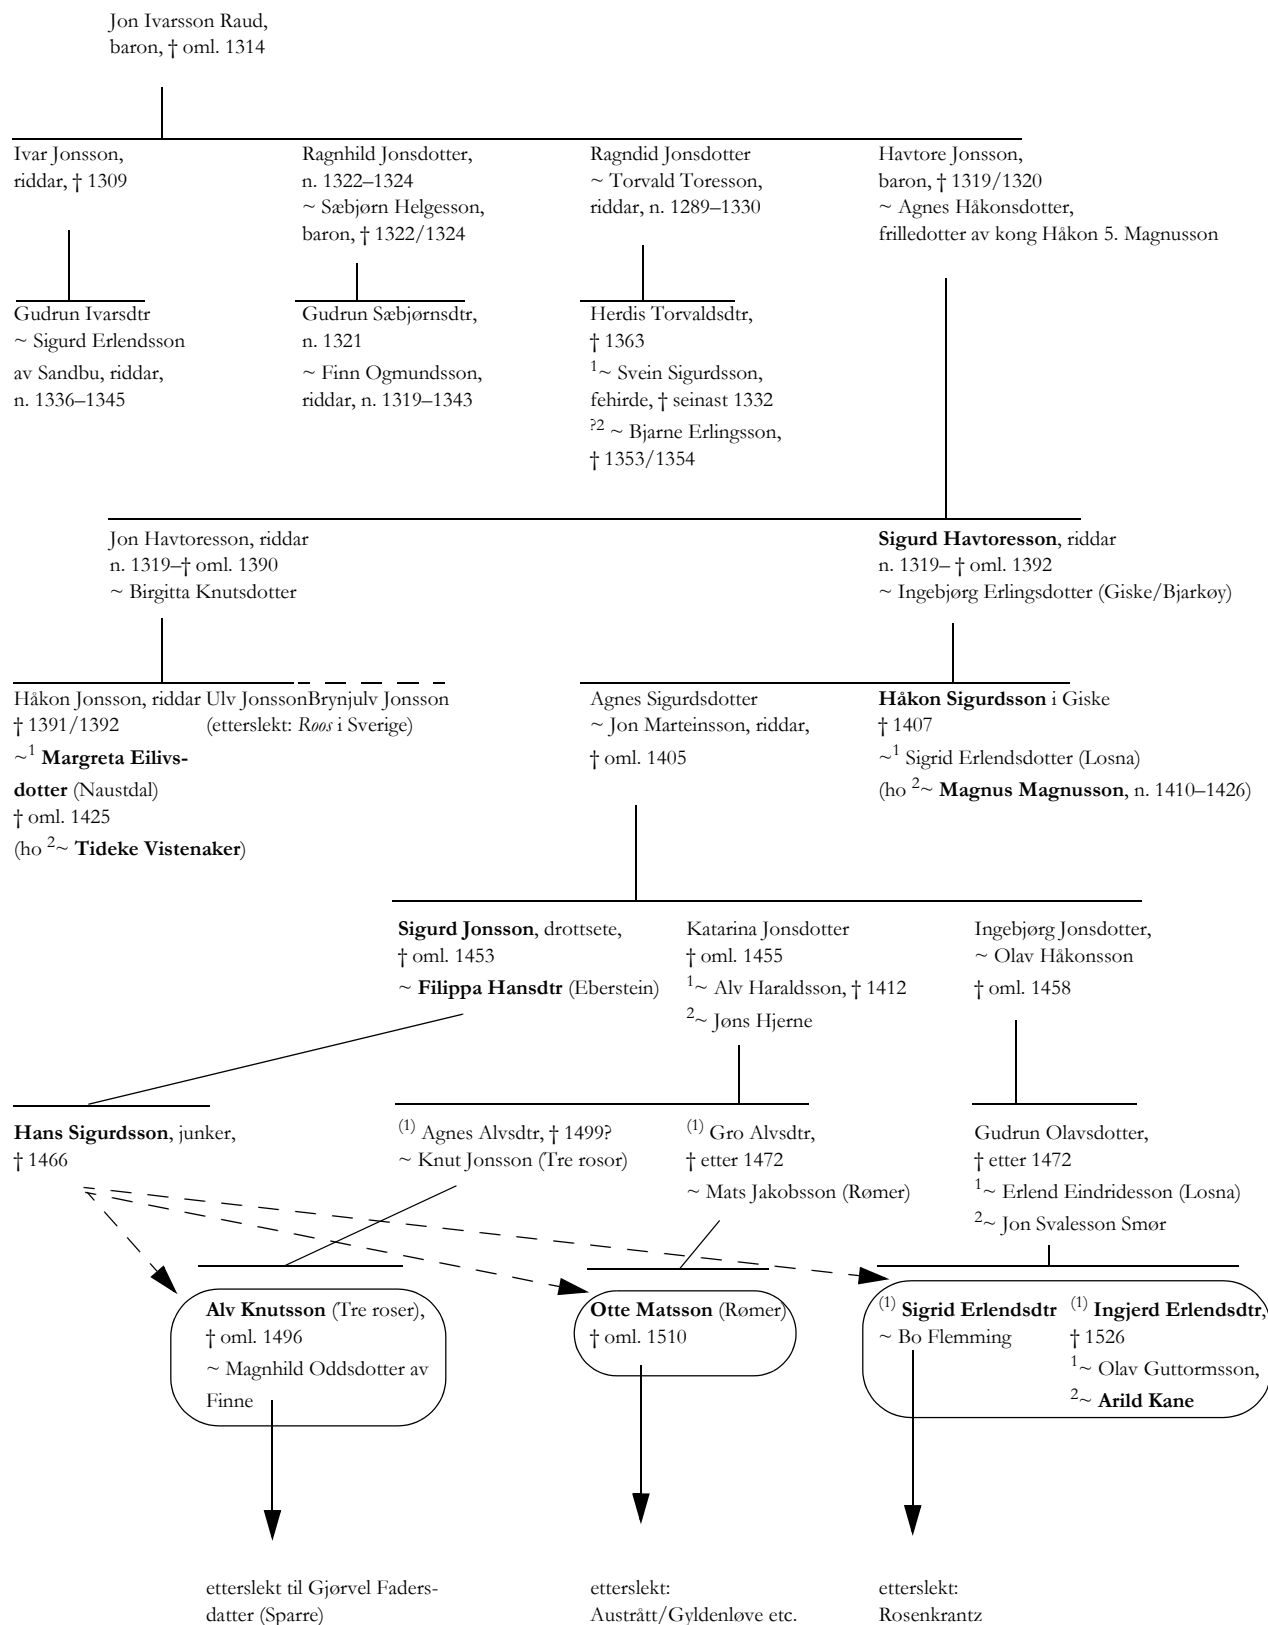 Jon Ivarsson Raud,
baron, † oml. 1314
Ivar Jonsson,
riddar, † 1309
Ragnhild Jonsdotter,
n. 1322–1324
~ Sæbjørn Helgesson,
baron, † 1322/1324
Ragndid Jonsdotter
~ Torvald Toresson,
riddar, n. 1289–1330
Havtore Jonsson,
baron, † 1319/1320
~ Agnes Håkonsdotter,
frilledotter av kong Håkon 5. Magnusson
Gudrun Ivarsdtr
~ Sigurd Erlendsson
av Sandbu, riddar,
n. 1336–1345
Gudrun Sæbjørnsdtr,
n. 1321
~ Finn Ogmundsson,
riddar, n. 1319–1343
Herdis Torvaldsdtr,
† 1363
1~ Svein Sigurdsson,
fehirde, † seinast 1332
?2 ~ Bjarne Erlingsson,
† 1353/1354
Jon Havtoresson, riddar
n. 1319–† oml. 1390
~ Birgitta Knutsdotter
Sigurd Havtoresson, riddar
n. 1319– † oml. 1392
~ Ingebjørg Erlingsdotter (Giske/Bjarkøy)
Håkon Jonsson, riddar
† 1391/1392
~1 Margreta Eilivs-
dotter (Naustdal)
† oml. 1425
(ho 2~ Tideke Vistenaker)
Ulv Jonsson
(etterslekt: Roos i Sverige)
Brynjulv Jonsson
Agnes Sigurdsdotter
~ Jon Marteinsson, riddar,
† oml. 1405
Håkon Sigurdsson i Giske
† 1407
~1 Sigrid Erlendsdotter (Losna)
(ho 2~ Magnus Magnusson, n. 1410–1426)
Sigurd Jonsson, drottsete,
† oml. 1453
~ Filippa Hansdtr (Eberstein)
Katarina Jonsdotter
† oml. 1455
1~ Alv Haraldsson, † 1412
2~ Jøns Hjerne
Ingebjørg Jonsdotter,
~ Olav Håkonsson
† oml. 1458
Hans Sigurdsson, junker,
† 1466
(1) Agnes Alvsdtr, † 1499?
~ Knut Jonsson (Tre rosor)
(1) Gro Alvsdtr,
† etter 1472
~ Mats Jakobsson (Rømer)
Gudrun Olavsdotter,
† etter 1472
1~ Erlend Eindridesson (Losna)
2~ Jon Svalesson Smør
Alv Knutsson (Tre roser),
† oml. 1496
~ Magnhild Oddsdotter av
Finne
Otte Matsson (Rømer)
† oml. 1510
(1) Sigrid Erlendsdtr
~ Bo Flemming
(1) Ingjerd Erlendsdtr,
† 1526
1~ Olav Guttormsson,
2~ Arild Kane
etterslekt til Gjørvel Faders-
datter (Sparre)
etterslekt:
Austrått/Gyldenløve etc.
etterslekt:
Rosenkrantz